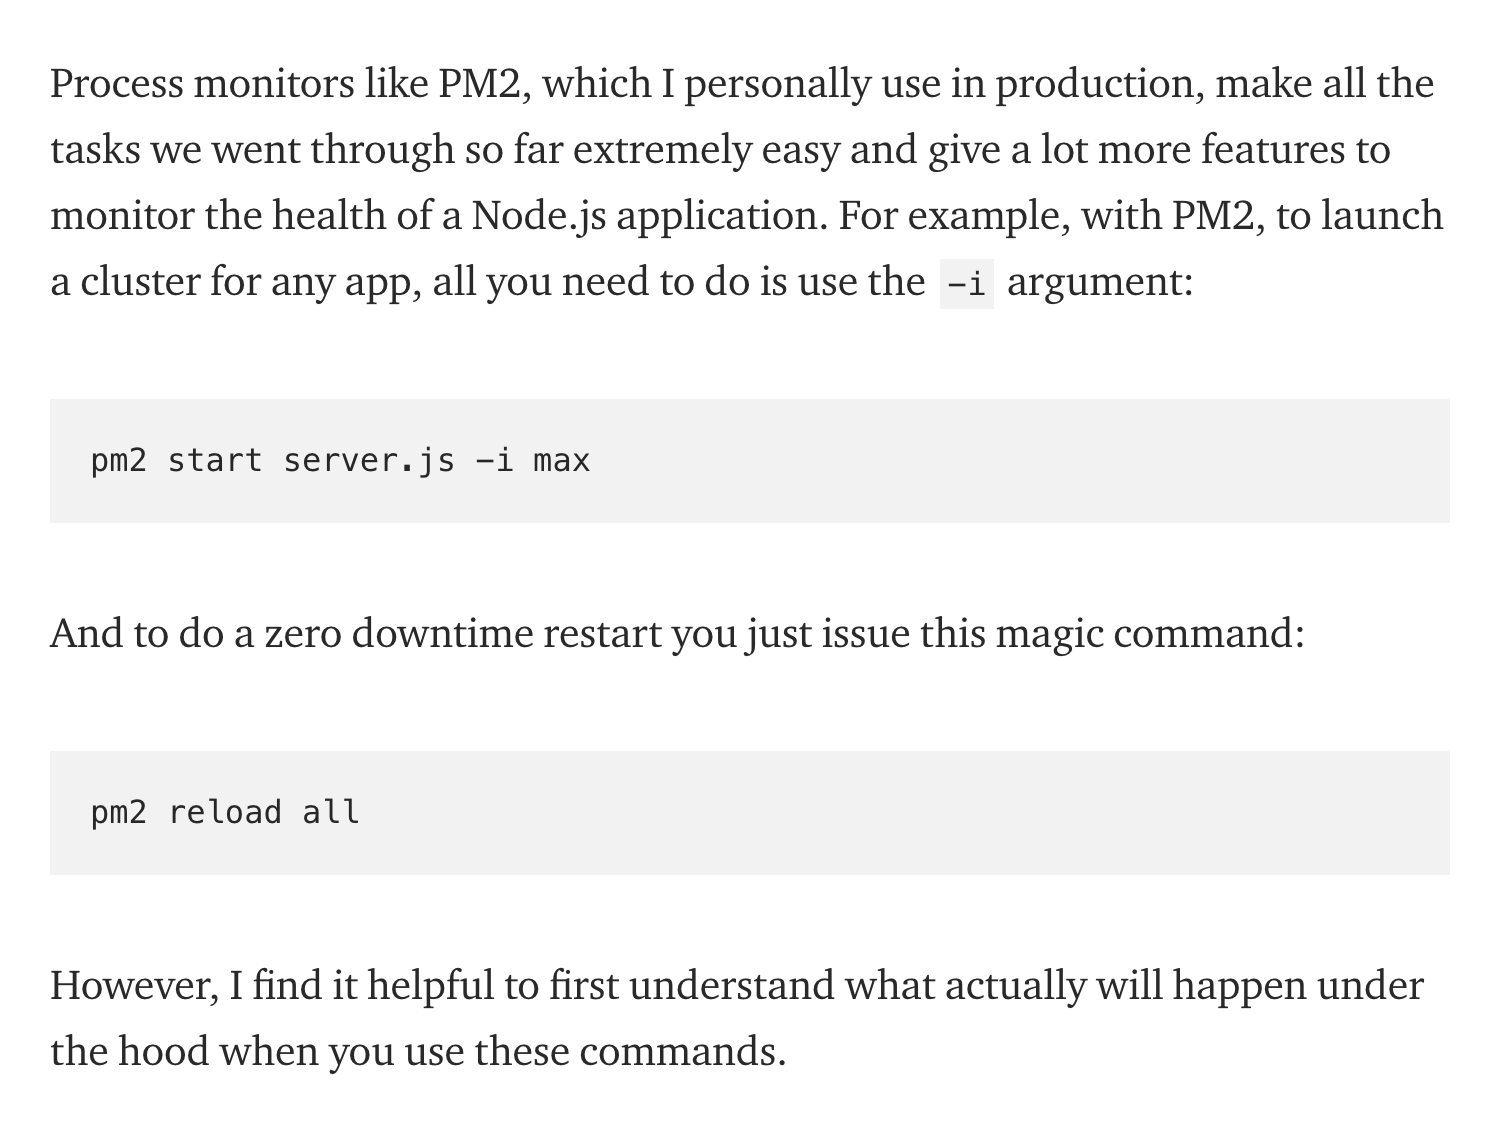 Process monitors like PM2, which I personally use in production, make all the
tasks we went through so far extremely easy and give a lot more features to
monitor the health of a Node.js application. For example, with PM2, to launch
a cluster for any app, all you need to do is use the -i argument:
pm2 start server.js -i max
And to do a zero downtime restart you just issue this magic command:
pm2 reload all
However, I find it helpful to first understand what actually will happen under
the hood when you use these commands.